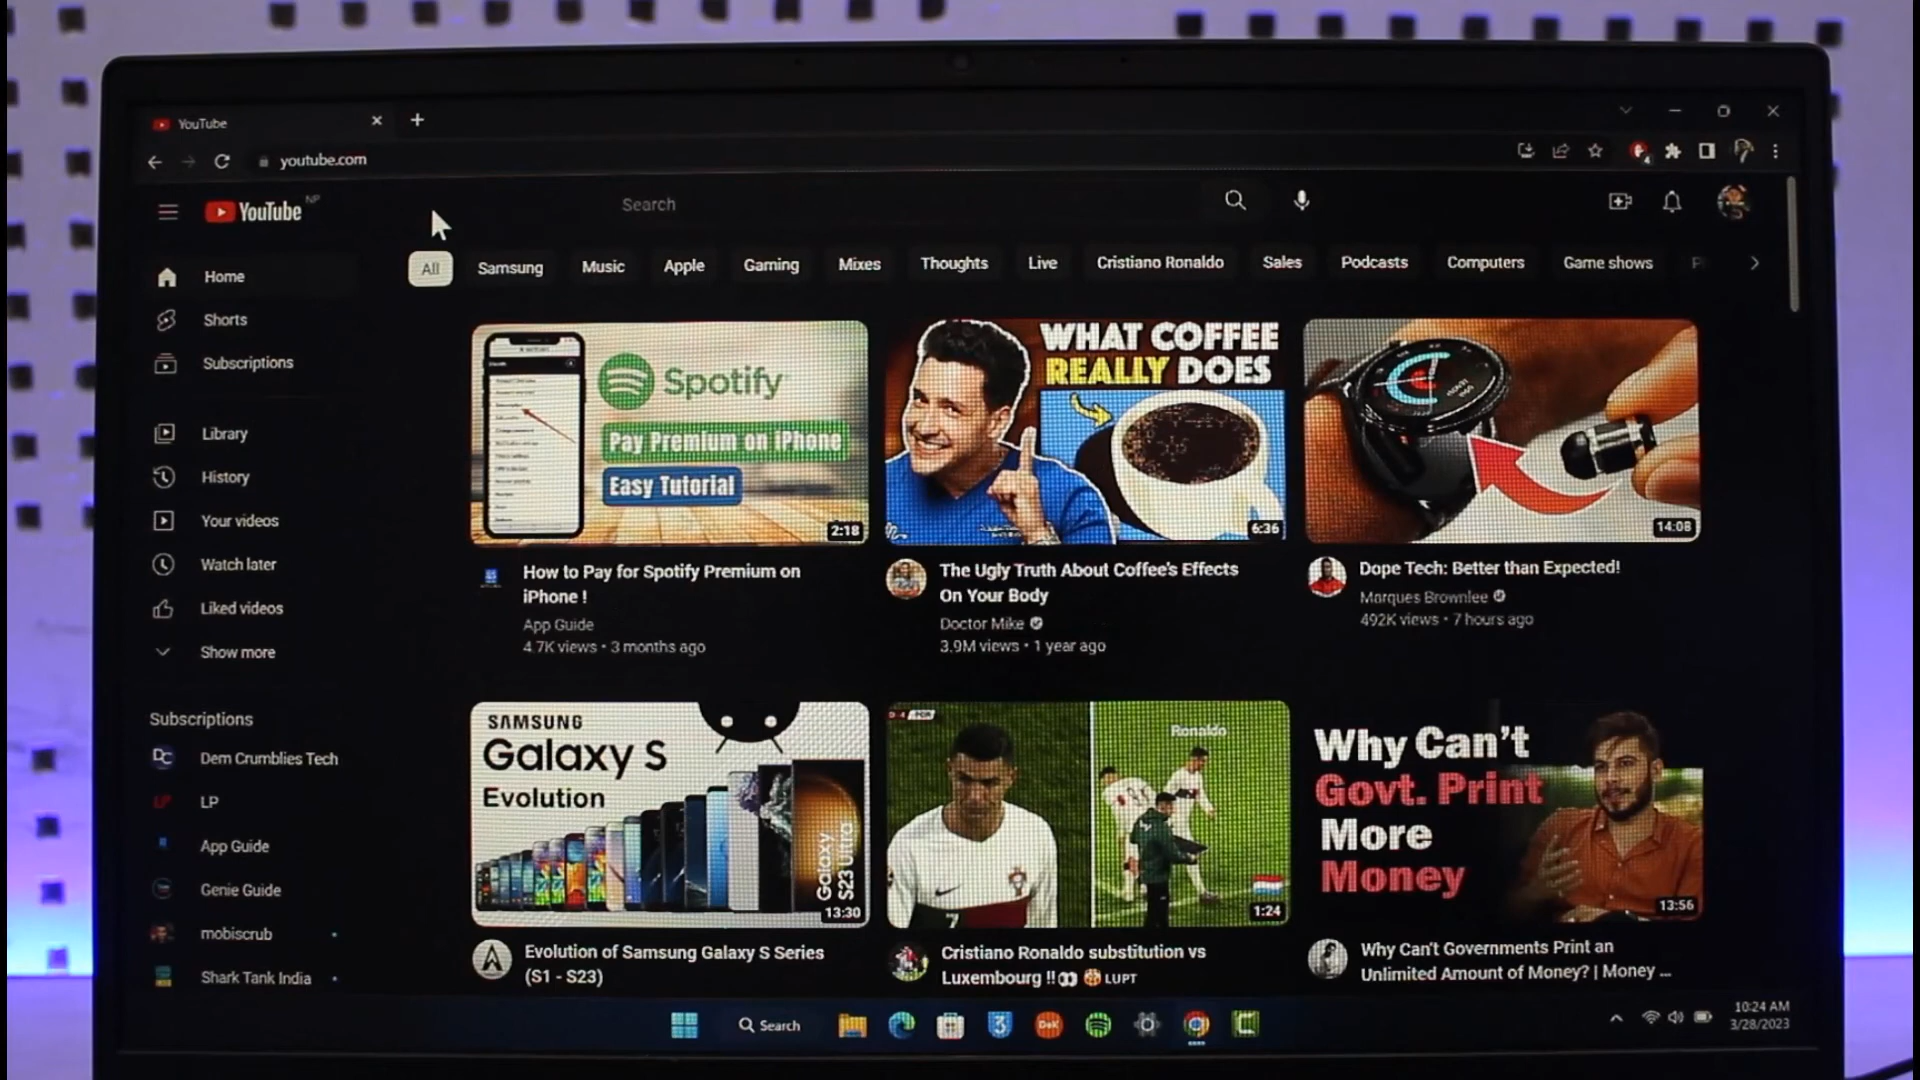 YouTube
youtube.com
YouTube NP
Search
All
Samsung
Music
Apple
Gaming
Mixes
Thoughts
Live
Cristiano Ronaldo
Sales
Podcasts
Computers
Game shows
Home
Shorts
Subscriptions
Library
History
Your videos
Watch later
Liked videos
Show more
Subscriptions
Dem Crumblies Tech
LP
App Guide
Genie Guide
mobiscrub
Shark Tank India
Spotify
Pay Premium on iPhone
Easy Tutorial
2:18
How to Pay for Spotify Premium on
iPhone !
App Guide
4.7K views • 3 months ago
WHAT COFFEE
REALLY DOES
6:36
The Ugly Truth About Coffee's Effects
On Your Body
Doctor Mike
3.9M views • 1 year ago
14:08
Dope Tech: Better than Expected!
Marques Brownlee
492K views • 7 hours ago
SAMSUNG
Galaxy S
Evolution
Galaxy
S23 Ultra
13:30
Evolution of Samsung Galaxy S Series
(S1 - S23)
Ronaldo
7
1:24
Cristiano Ronaldo substitution vs
Luxembourg !! LUPT
Why Can't
Govt. Print
More
Money
13:56
Why Can't Governments Print an
Unlimited Amount of Money? | Money ...
Search
10:24 AM
3/28/2023